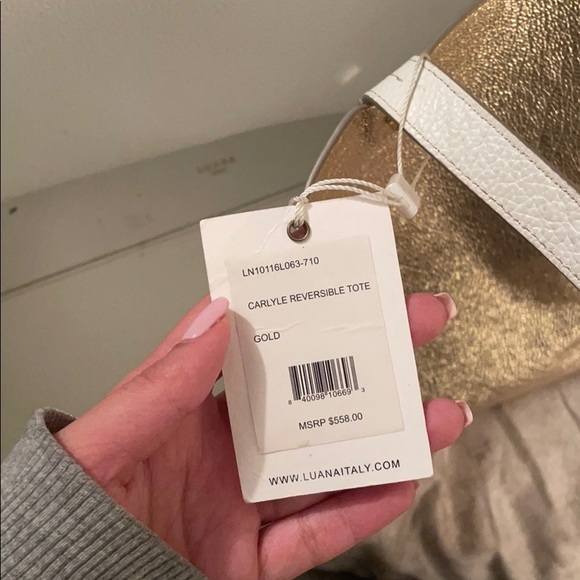 LN10116L063-710
CARLYLE REVERSIBLE TOTE
GOLD
8 40098 10669 3
MSRP $558.00
WWW.LUANAITALY.COM